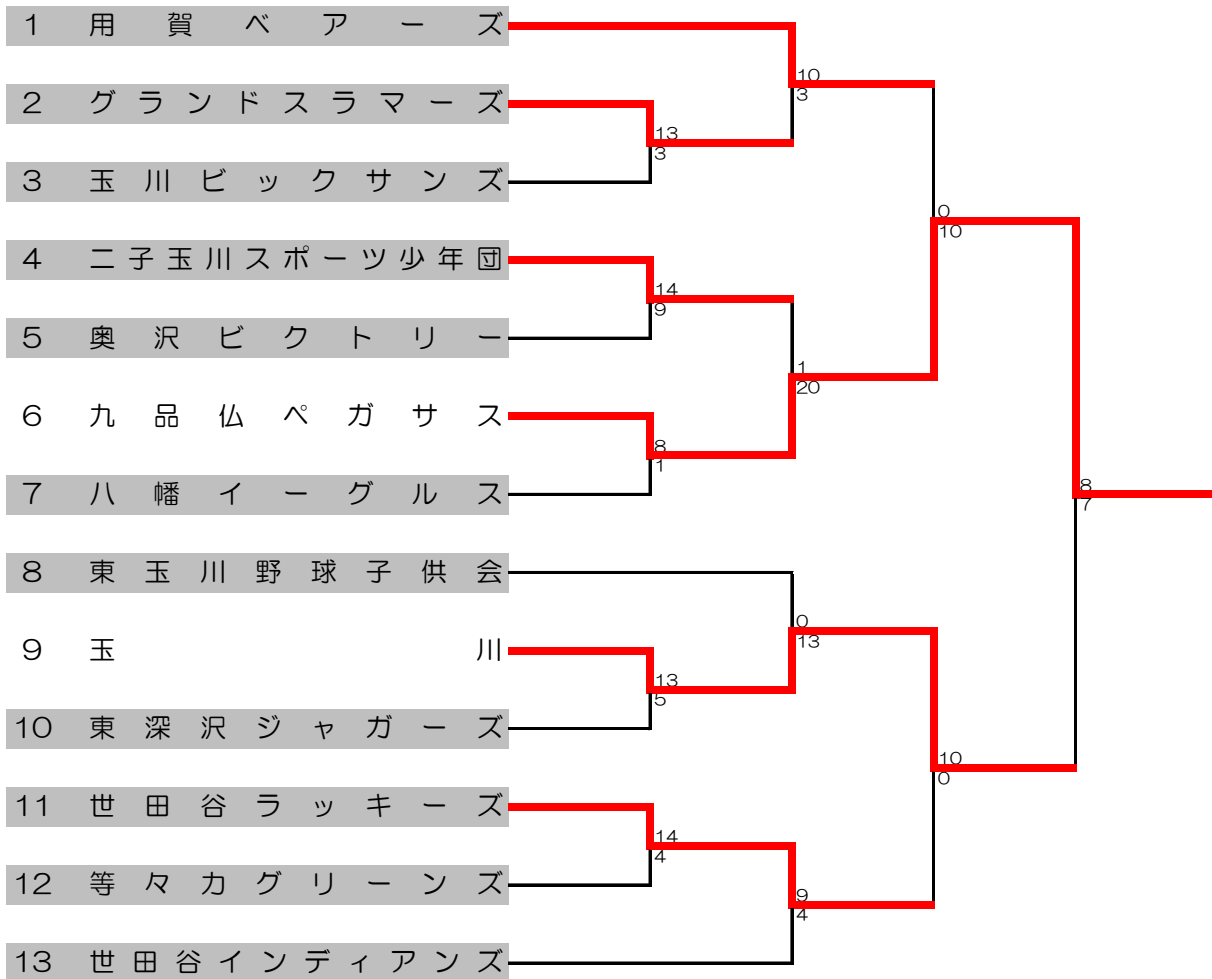 1 用賀ベアーズ
10
3
2 グランドスラマーズ
13
3
3 玉川ビックサンズ
0
10
4 二子玉川スポーツ少年団
14
9
5 奥沢ビクトリー
1
20
6 九品仏ペガサス
8
1
7 八幡イーグルス
8
7
8 東玉川野球子供会
0
13
9 玉川
13
5
10 東深沢ジャガーズ
10
0
11 世田谷ラッキーズ
14
4
12 等々力グリーンズ
9
4
13 世田谷インディアンズ